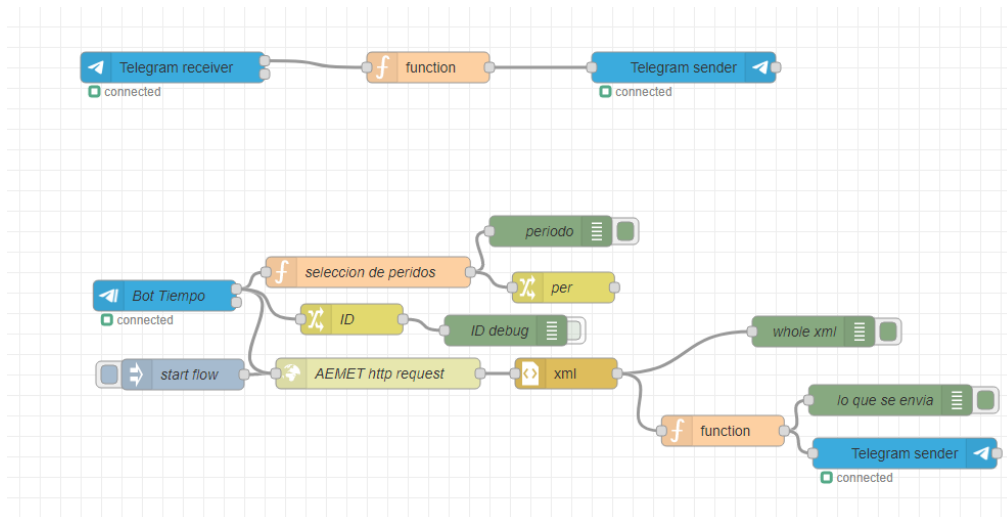 Telegram receiver
connected
function
Telegram sender
connected
periodo
seleccion de peridos
per
Bot Tiempo
connected
ID
ID debug
whole xml
start flow
AEMET http request
xml
lo que se envia
function
Telegram sender
connected